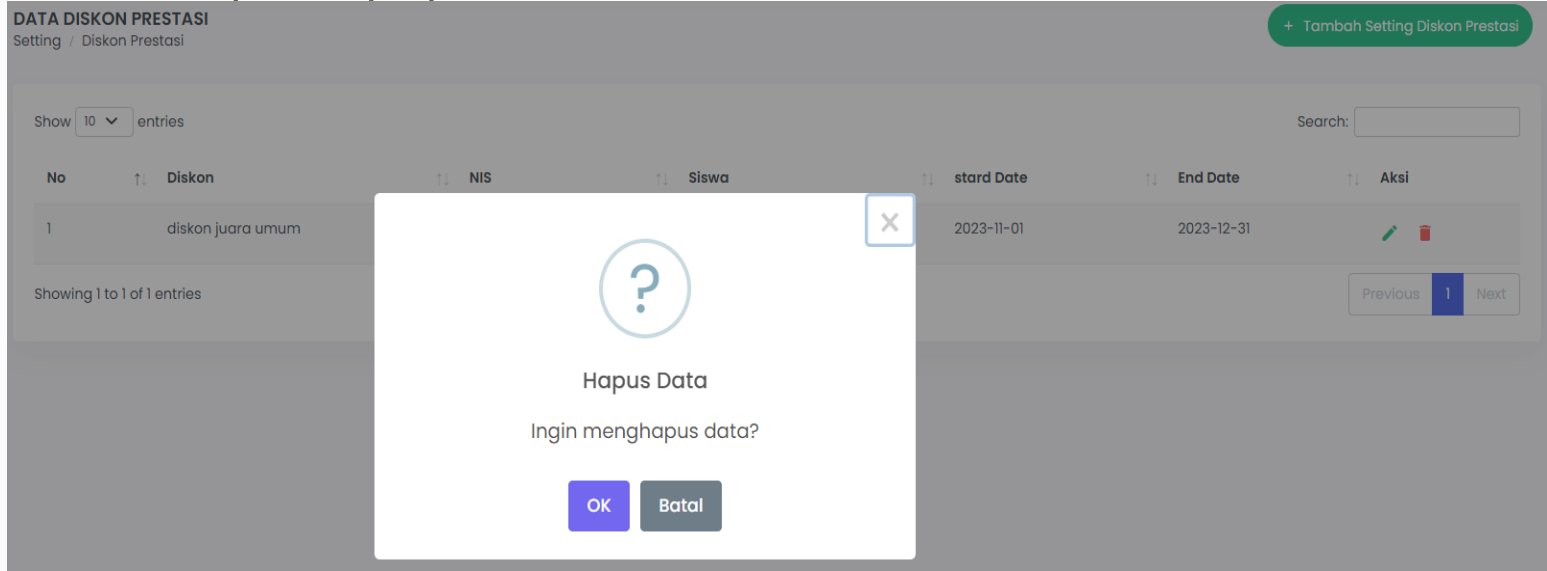 DATA DISKON PRESTASI
Setting / Diskon Prestasi
+ Tambah Setting Diskon Prestasi
Show 10 entries
Search:
No Diskon NIS Siswa stard Date End Date Aksi
1 diskon juara umum 2023-11-01 2023-12-31
Showing 1 to 1 of 1 entries
Previous 1 Next
×
?
Hapus Data
Ingin menghapus data?
OK Batal